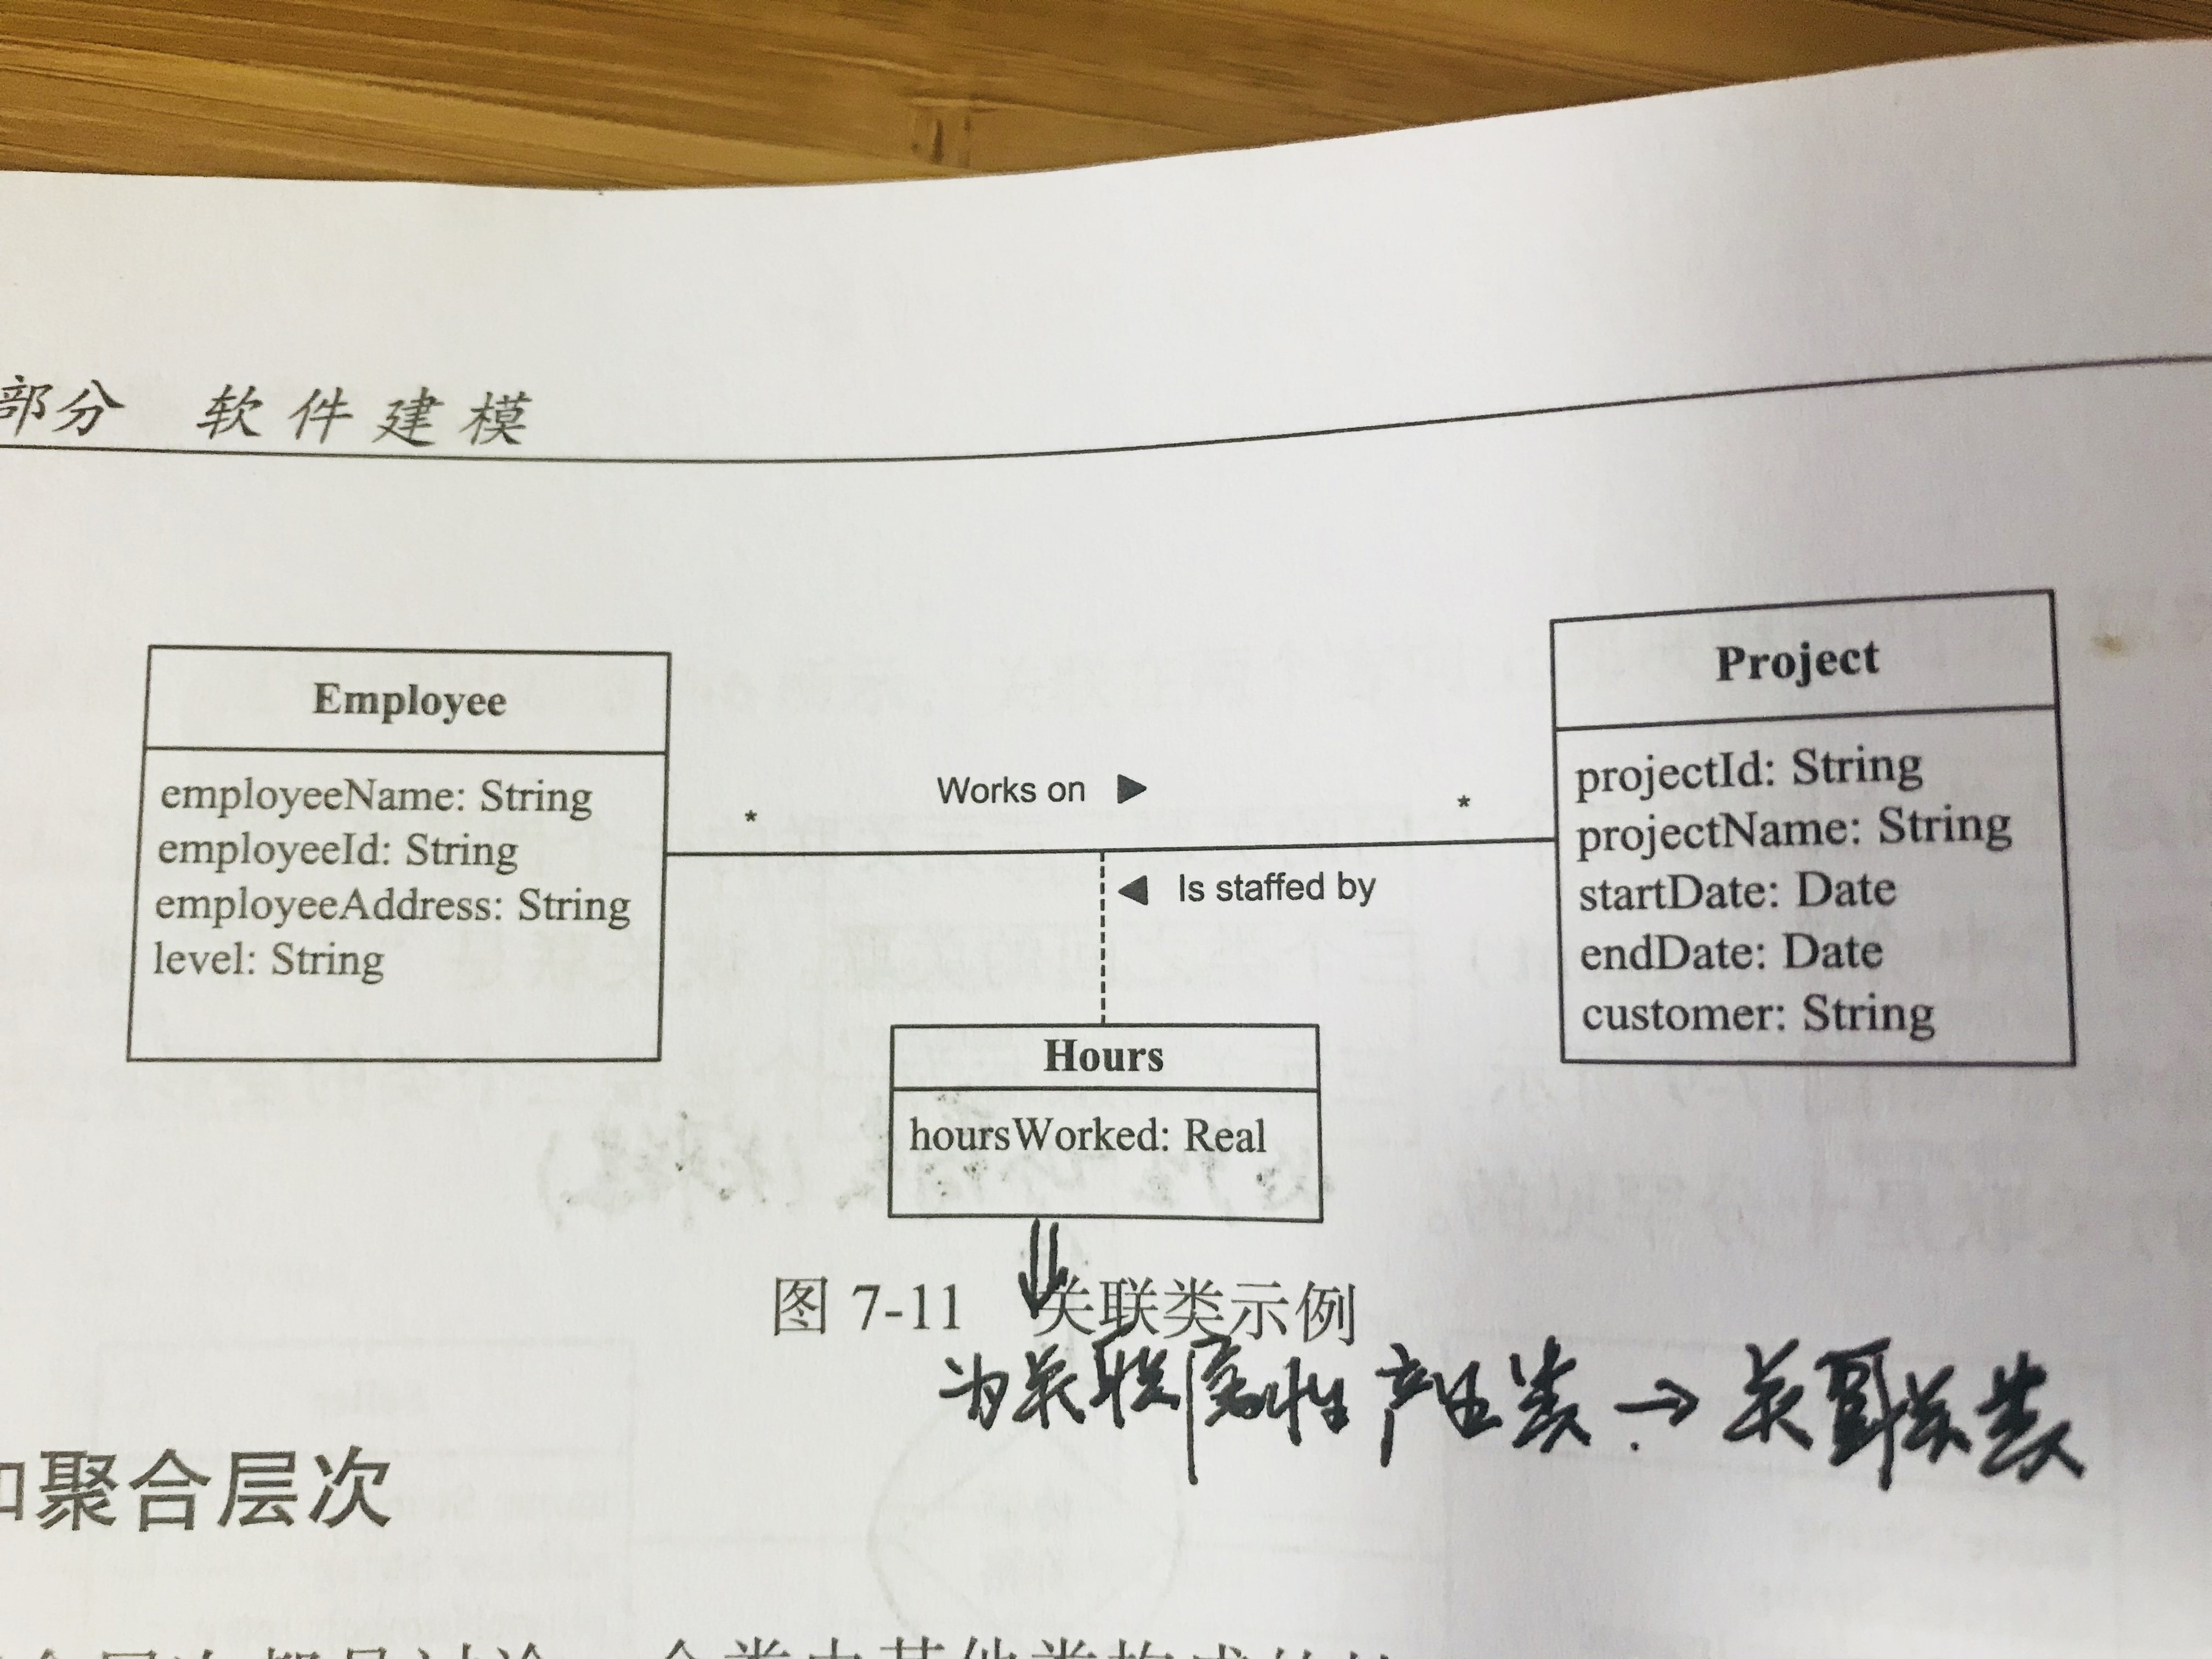 部分 软件建模
Employee
employeeName: String
employeeId: String
employeeAddress: String
level: String
* Works on ▶ *
◀ Is staffed by
Project
projectId: String
projectName: String
startDate: Date
endDate: Date
customer: String
Hours
hoursWorked: Real
图 7-11 关联类示例
为关联属性产生类→关联类
聚合层次